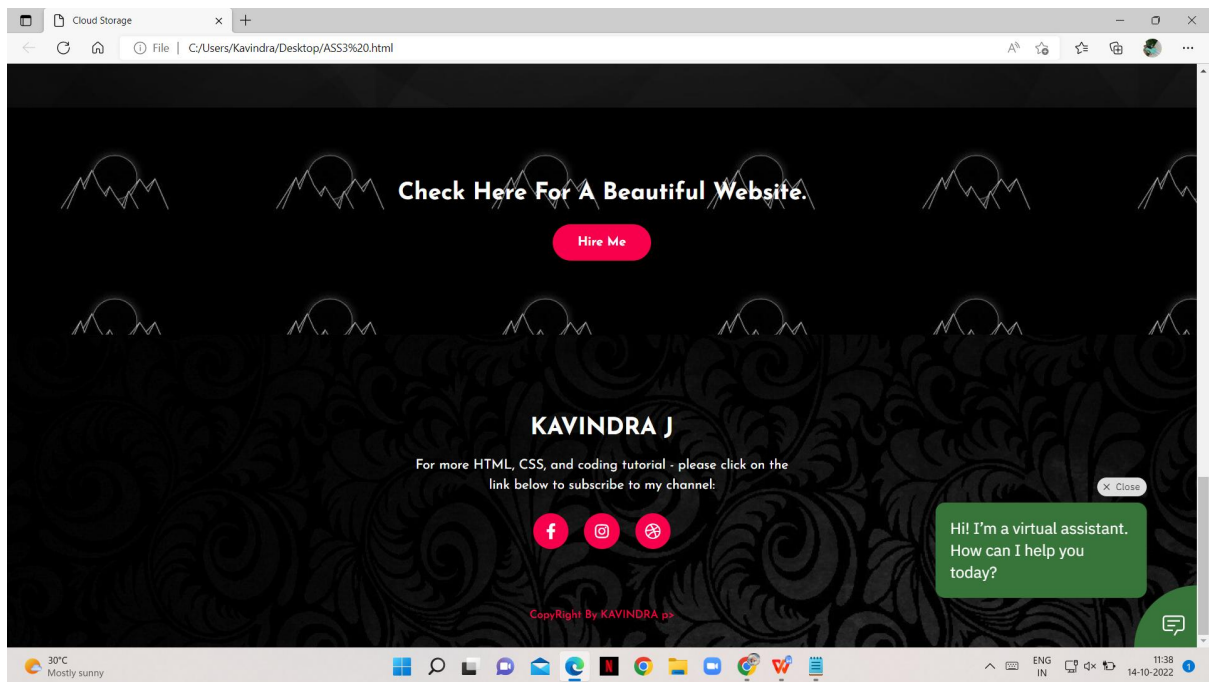 Cloud Storage
File | C:/Users/Kavindra/Desktop/ASS3%20.html
Check Here For A Beautiful Website.
Hire Me
KAVINDRA J
For more HTML, CSS, and coding tutorial - please click on the
link below to subscribe to my channel:
× Close
Hi! I'm a virtual assistant.
How can I help you
today?
CopyRight By KAVINDRA p>
30°C
Mostly sunny
ENG
IN
11:38
14-10-2022
1